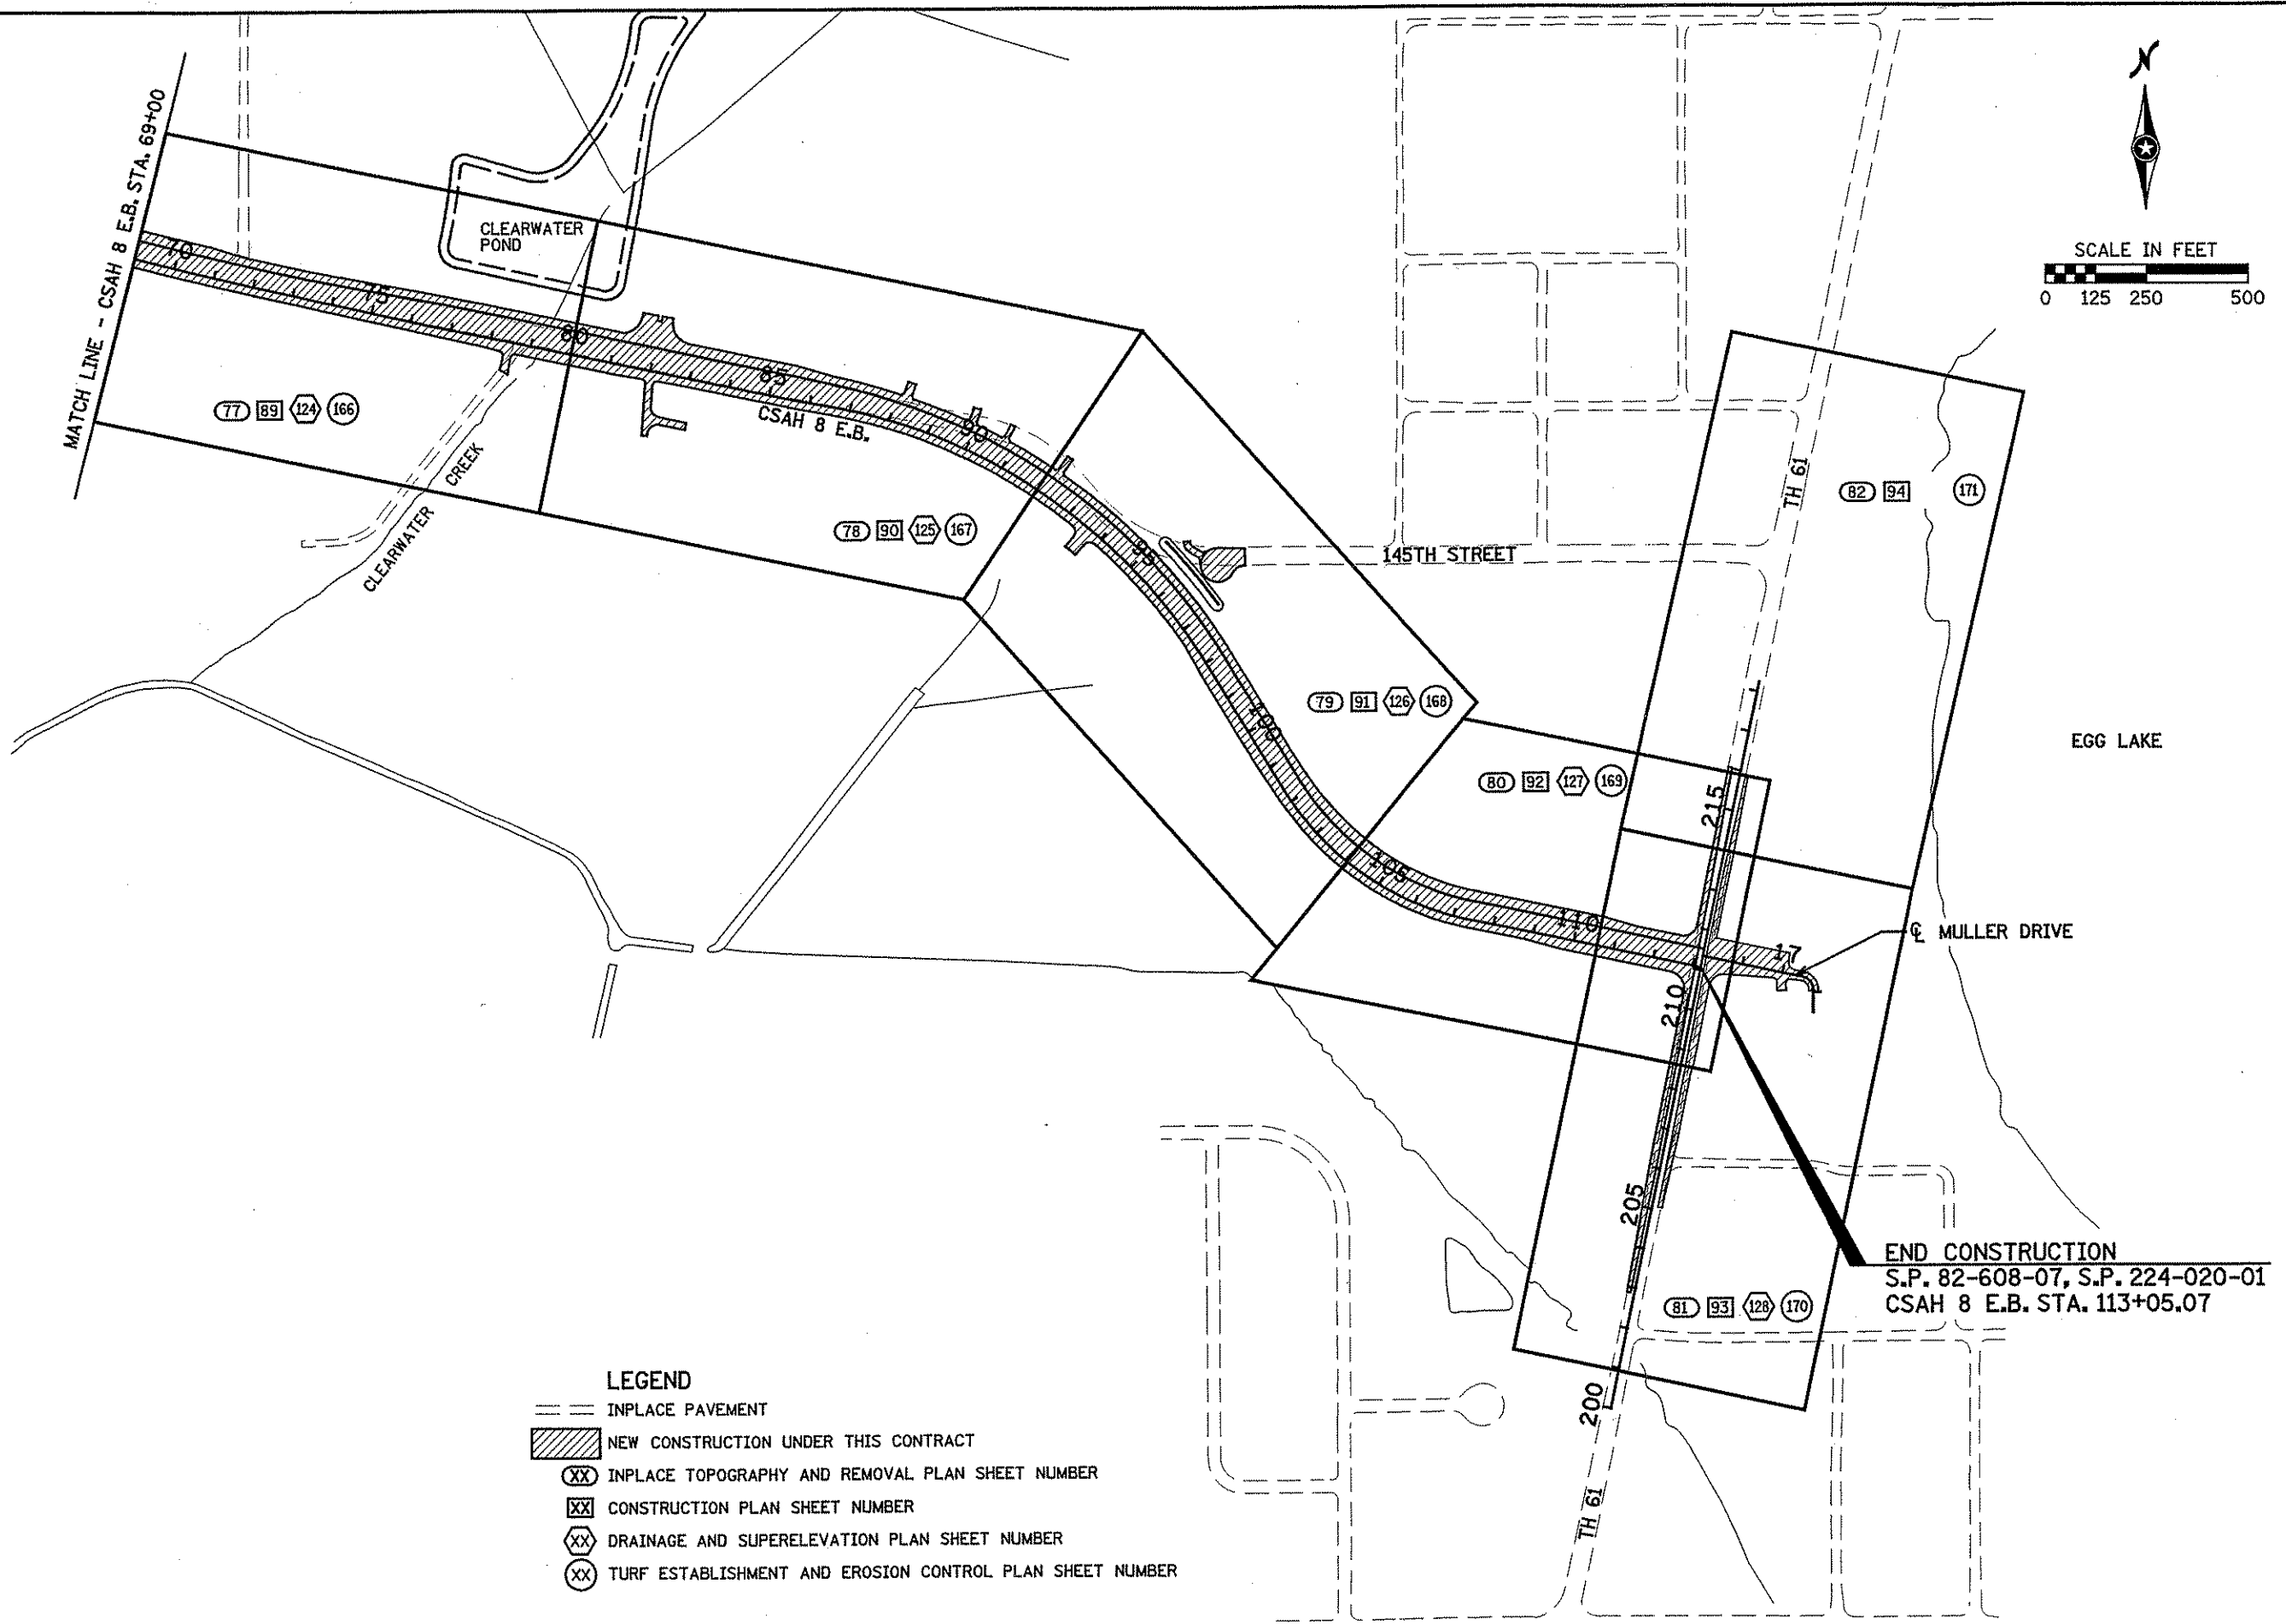 MATCH LINE - CSAH 8 E.B. STA. 69+00
N
SCALE IN FEET
0 125 250 500
CLEARWATER
POND
70
75
80
85
90
95
100
105
110
CSAH 8 E.B.
77 89 124 166
CLEARWATER CREEK
78 90 125 167
145TH STREET
TH 61
82 94 171
79 91 126 168
80 92 127 169
EGG LAKE
215
17
℄ MULLER DRIVE
210
205
200
81 93 128 170
TH 61
END CONSTRUCTION
S.P. 82-608-07, S.P. 224-020-01
CSAH 8 E.B. STA. 113+05.07
LEGEND
INPLACE PAVEMENT
NEW CONSTRUCTION UNDER THIS CONTRACT
XX INPLACE TOPOGRAPHY AND REMOVAL PLAN SHEET NUMBER
XX CONSTRUCTION PLAN SHEET NUMBER
XX DRAINAGE AND SUPERELEVATION PLAN SHEET NUMBER
XX TURF ESTABLISHMENT AND EROSION CONTROL PLAN SHEET NUMBER